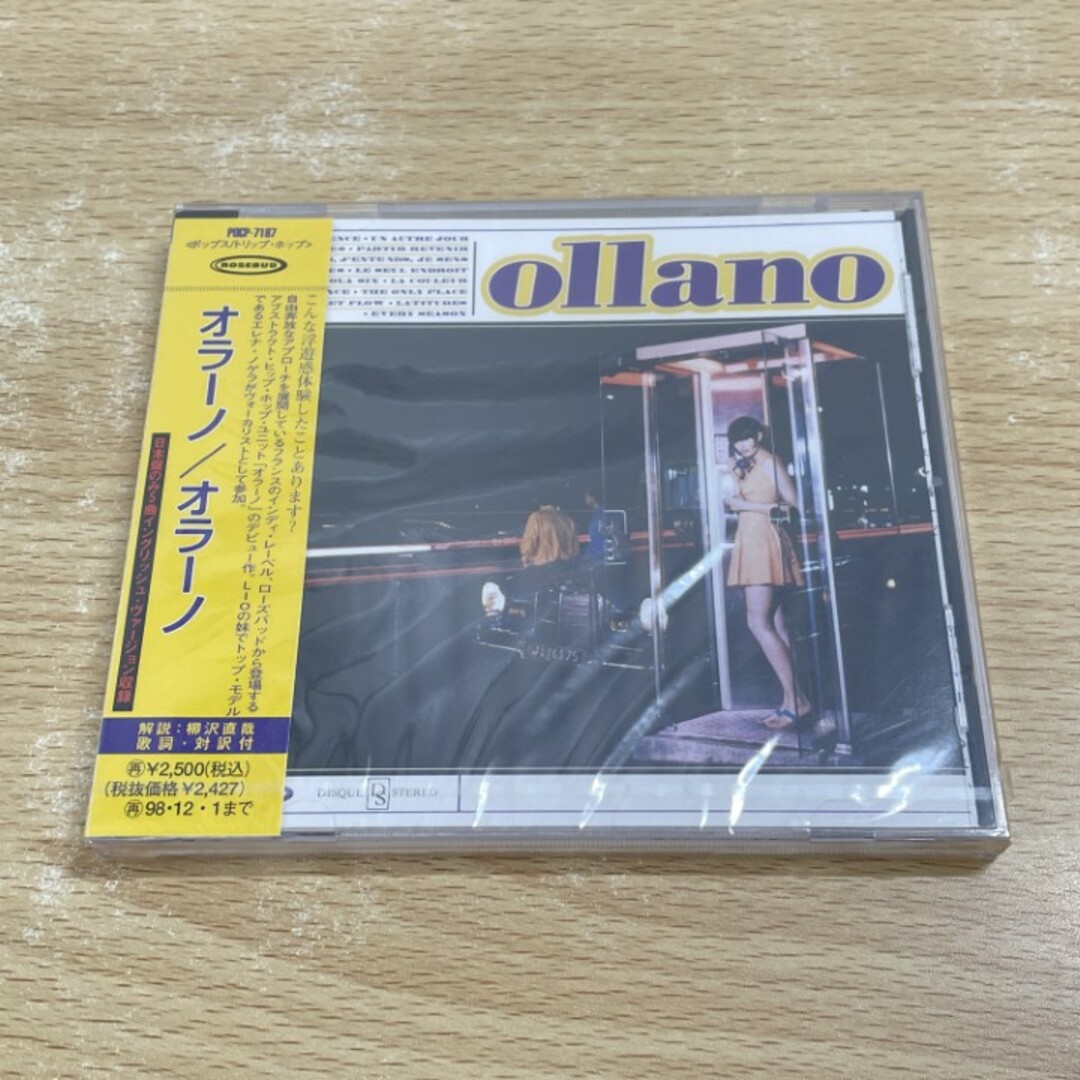 POCP-7187
<ポップス/トリップ・ホップ>
ROSEBUD
こんな浮遊感体験したことあります?
自由奔放なアプローチを展開しているフランスのインディ・レーベル、ローズバッドから登場する
アブストラクト・ヒップ・ホップ・ユニット「オラーノ」のデビュー作。LIOの妹でトップ・モデル
であるエレナ・ノゲラがヴォーカリストとして参加。
オラーノ/オラーノ
日本盤のみ5曲イングリッシュ・ヴァージョン収録
解説:柳沢直哉
歌詞・対訳付
再¥2,500(税込)
(税抜価格¥2,427)
再98・12・1まで
ENCE • UN AUTRE JOUR
ES • PARTIR REVENIR
, J'ENTENDS, JE SENS
ES • LE SEUL ENDROIT
OLA SIX • LA COULEUR
NCE • THE ONLY PLACE
ET FLOW • LATITUDES
• EVERY SEASON
ollano
DISQUE DS STEREO